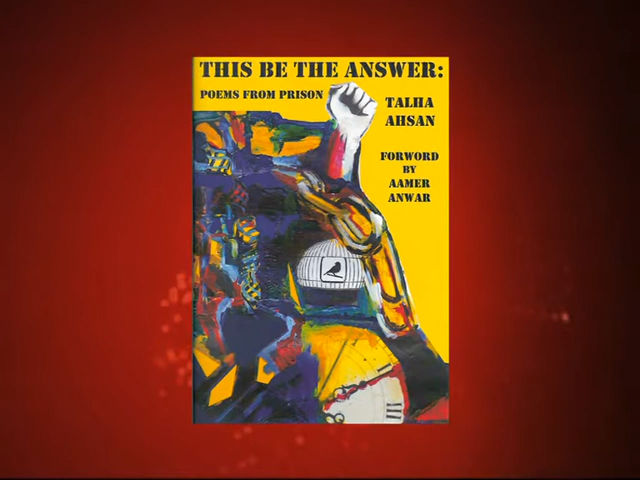 THIS BE THE ANSWER:
POEMS FROM PRISON
TALHA
AHSAN
FORWORD
BY
AAMER
ANWAR